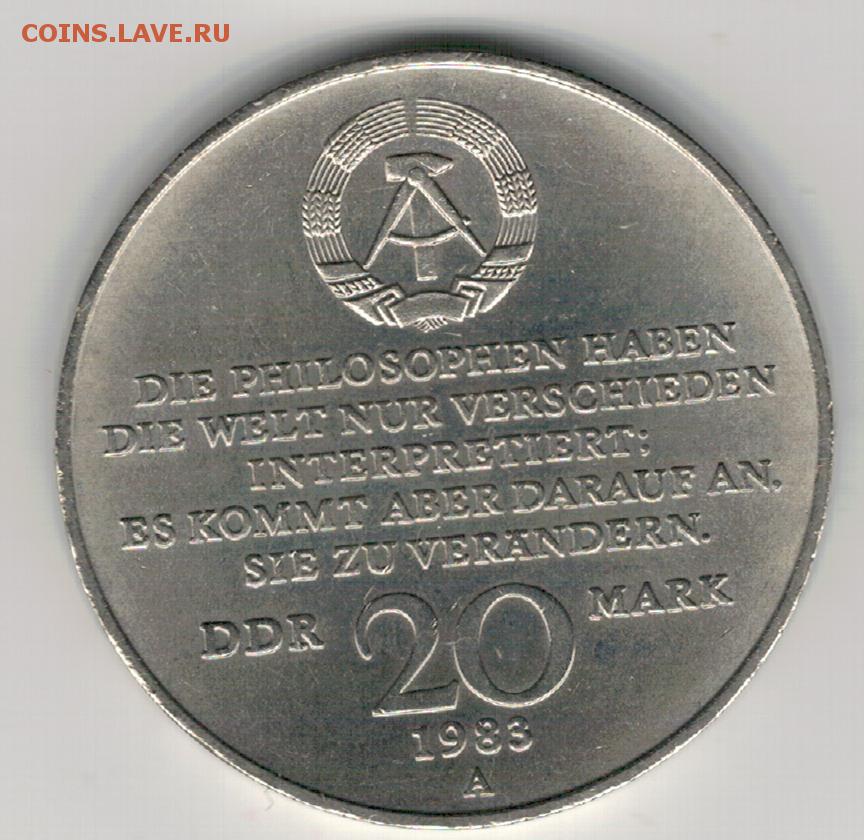 COINS.LAVE.RU
DIE PHILOSOPHEN HABEN
DIE WELT NUR VERSCHIEDEN
INTERPRETIERT;
ES KOMMT ABER DARAUF AN,
SIE ZU VERÄNDERN.
DDR 20 MARK
1983
A